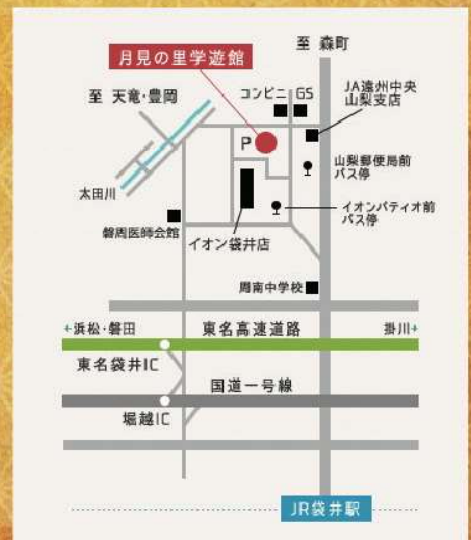 至 森町
月見の里学遊館
コンビニ GS
JA遠州中央
山梨支店
至 天竜・豊岡
P
山梨郵便局前
バス停
太田川
イオンパティオ前
バス停
磐周医師会館
イオン袋井店
周南中学校
←浜松・磐田
東名高速道路
掛川→
東名袋井IC
国道一号線
堀越IC
JR袋井駅